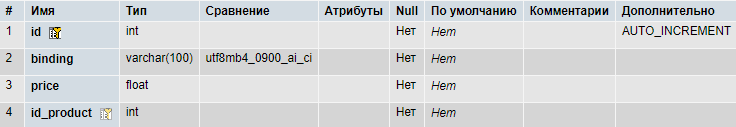 # Имя Тип Сравнение Атрибуты Null По умолчанию Комментарии Дополнительно
1 id int Нет Нет AUTO_INCREMENT
2 binding varchar(100) utf8mb4_0900_ai_ci Нет Нет
3 price float Нет Нет
4 id_product int Нет Нет